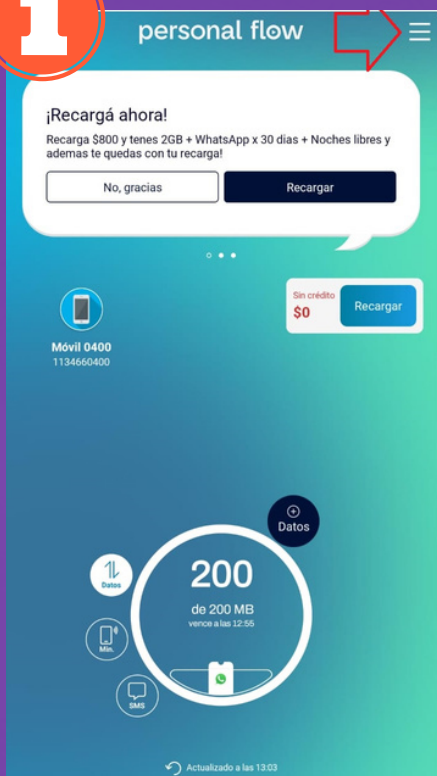 1
personal flow
¡Recargá ahora!
Recarga $800 y tenes 2GB + WhatsApp x 30 dias + Noches libres y
ademas te quedas con tu recarga!
No, gracias
Recargar
Sin crédito
$0
Recargar
Móvil 0400
1134660400
Datos
Datos
200
de 200 MB
vence a las 12:55
Min.
SMS
Actualizado a las 13:03